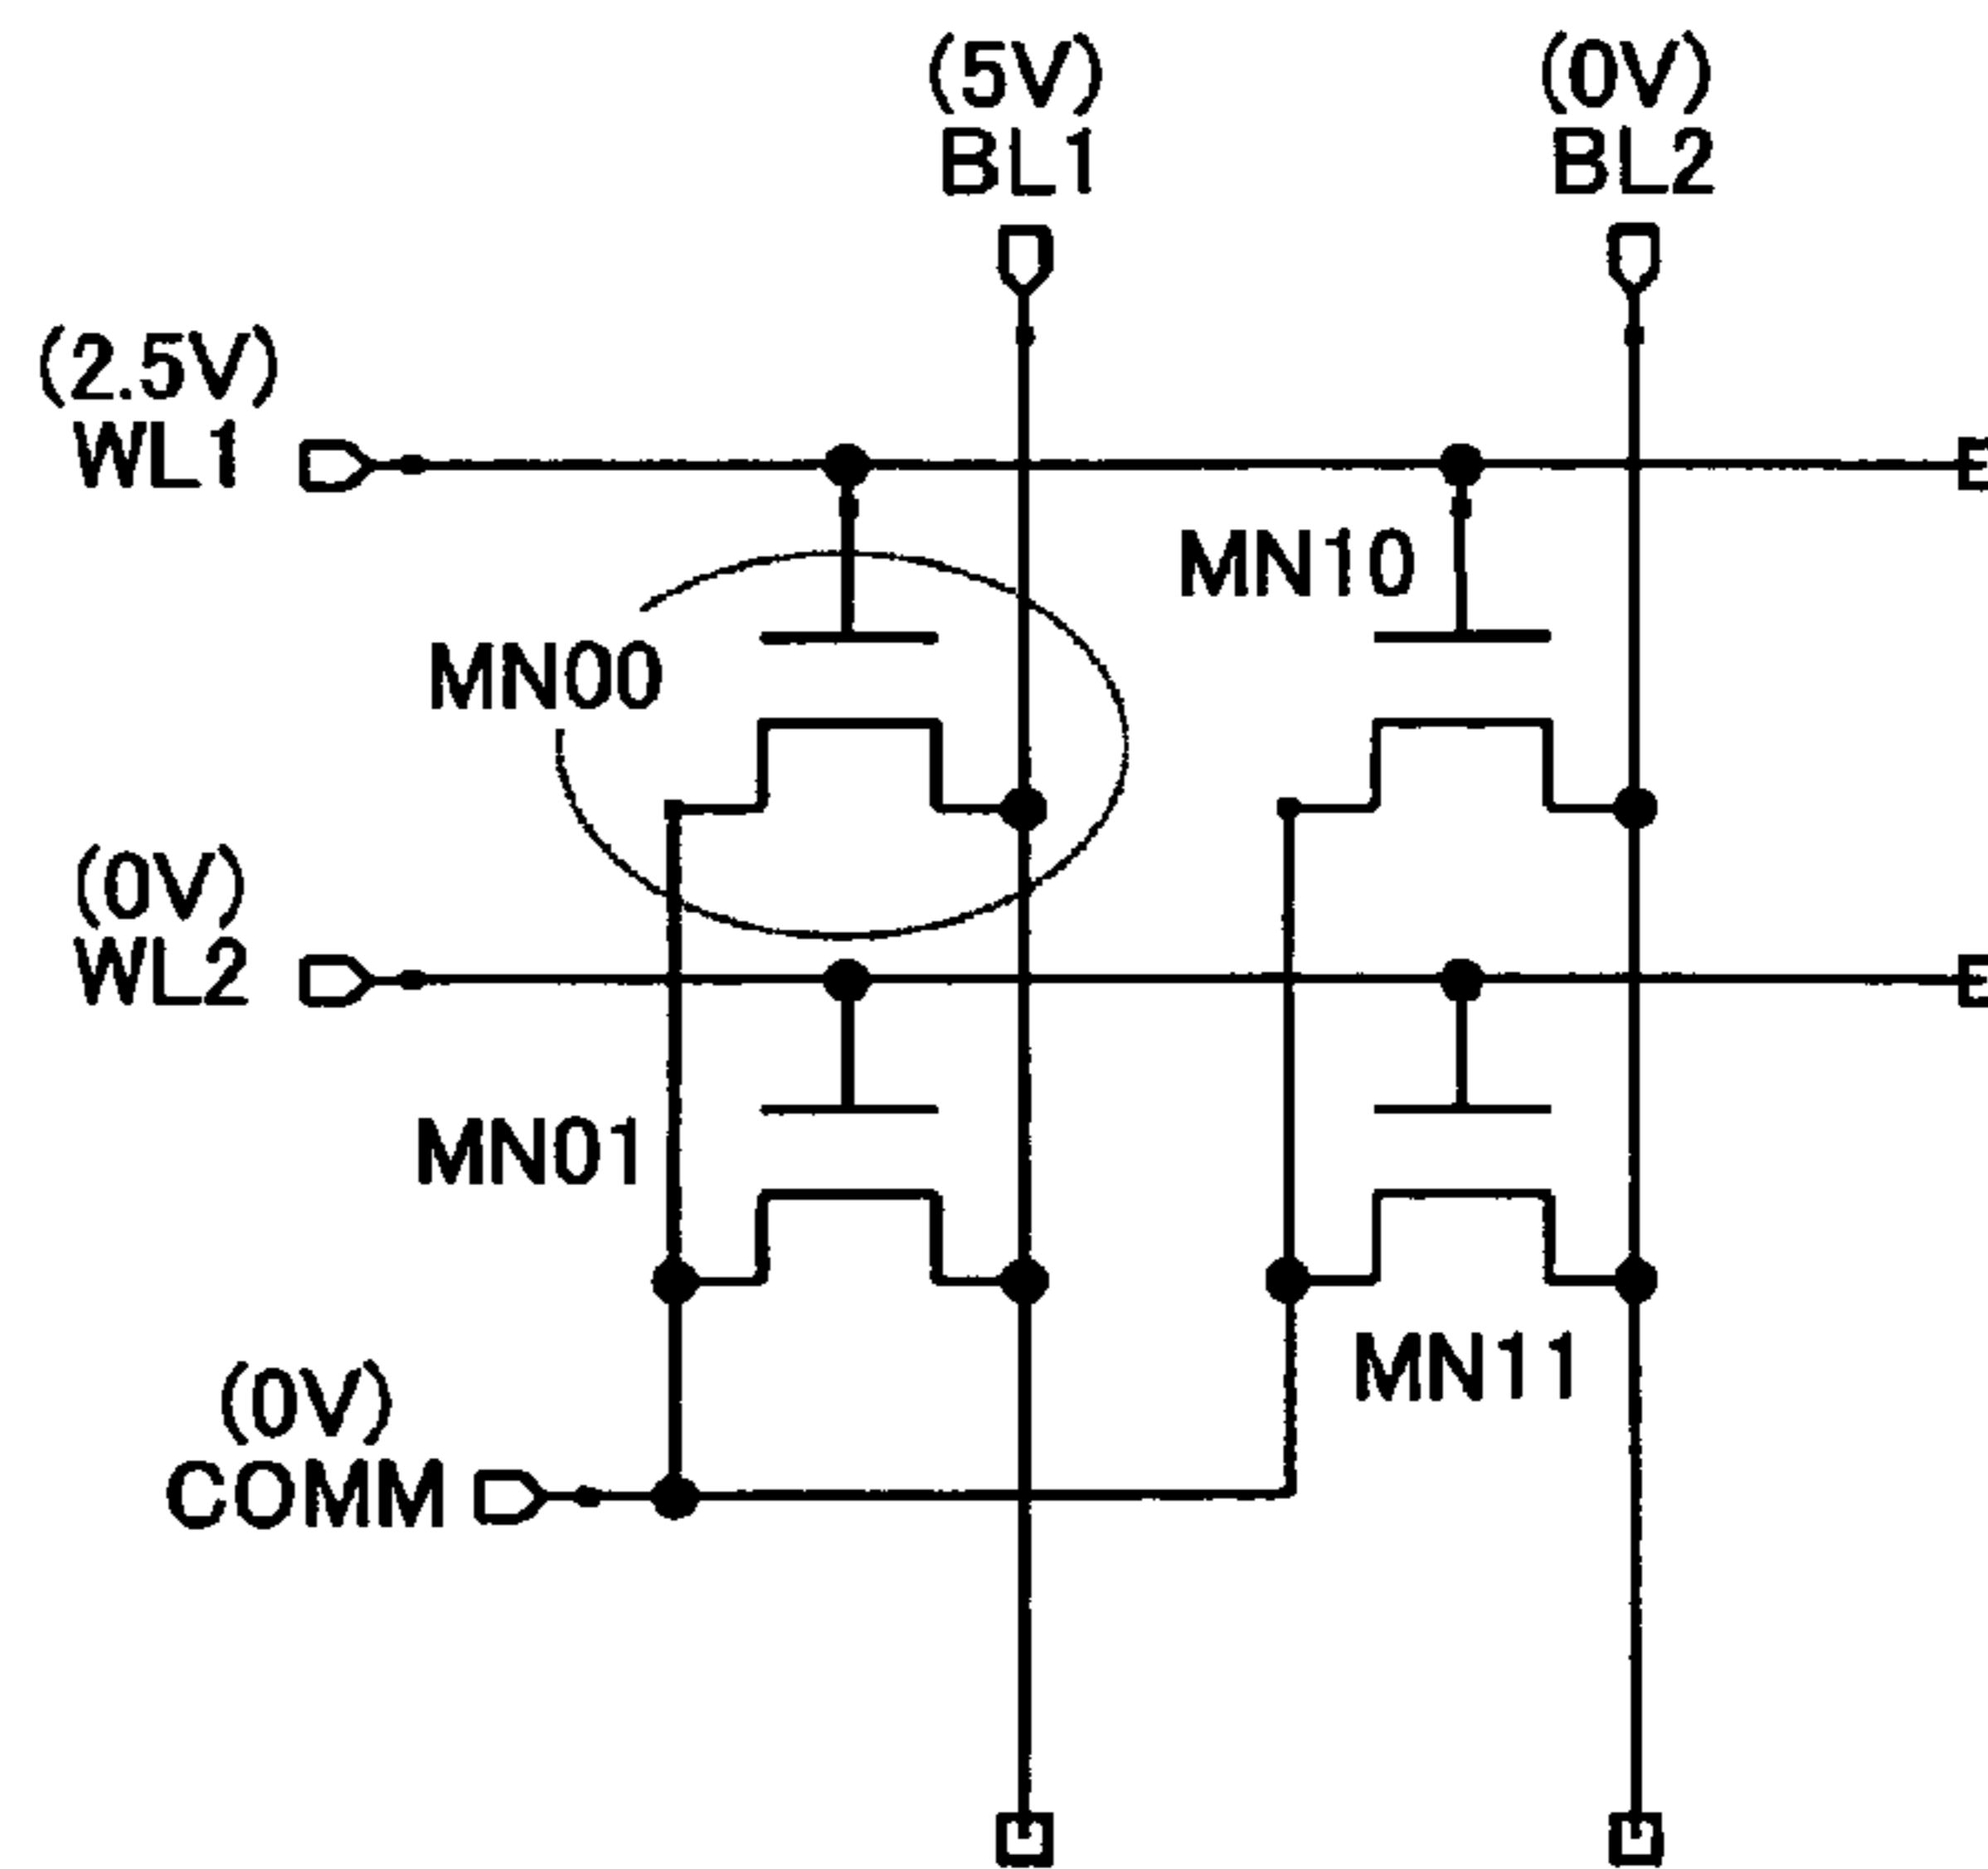 (5V)
BL1
(0V)
BL2
(2.5V)
WL1
MN10
MN00
(0V)
WL2
MN01
MN11
(0V)
COMM